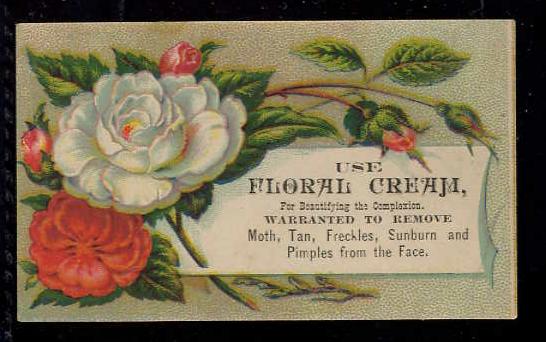 USE
FLORAL CREAM,
For Beautifying the Complexion.
WARRANTED TO REMOVE
Moth, Tan, Freckles, Sunburn and
Pimples from the Face.